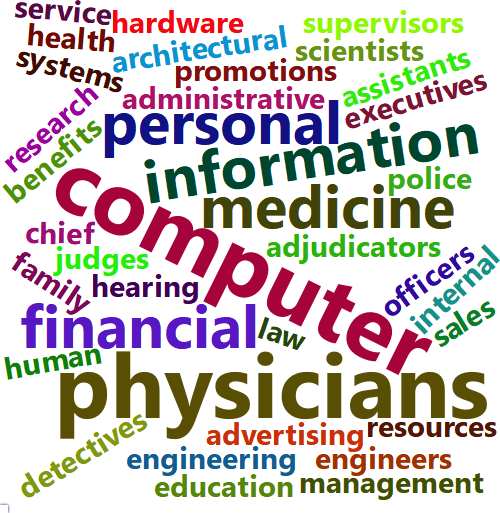 service
hardware
supervisors
health
architectural
scientists
systems
promotions
assistants
executives
research
administrative
benefits
personal
information
police
computer
medicine
chief
judges
adjudicators
family
hearing
officers
internal
financial
law
sales
human
physicians
detectives
advertising
resources
engineering
engineers
education
management